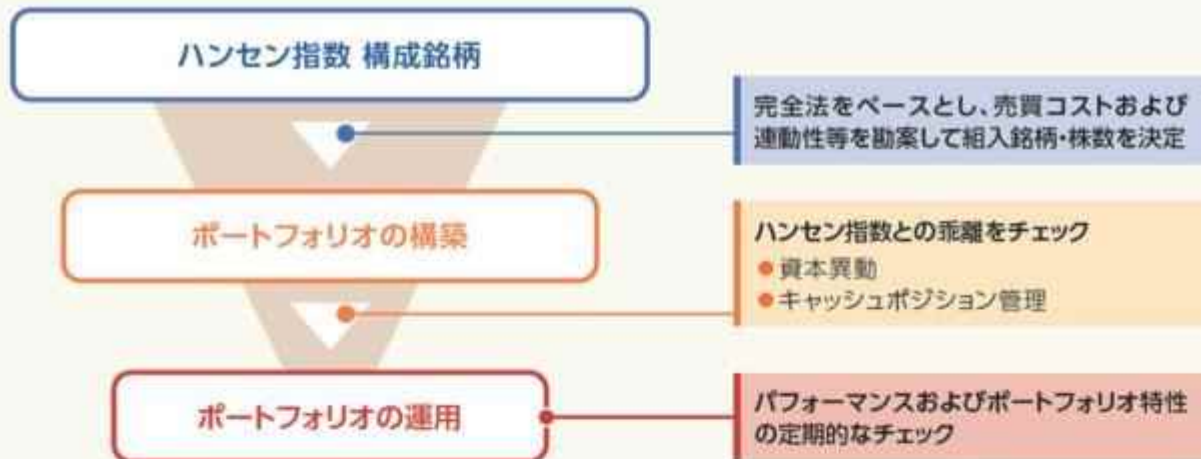 ハンセン指数 構成銘柄
完全法をベースとし、売買コストおよび
連動性等を勘案して組入銘柄・株数を決定
ポートフォリオの構築
ハンセン指数との乖離をチェック
●資本異動
●キャッシュポジション管理
ポートフォリオの運用
パフォーマンスおよびポートフォリオ特性
の定期的なチェック